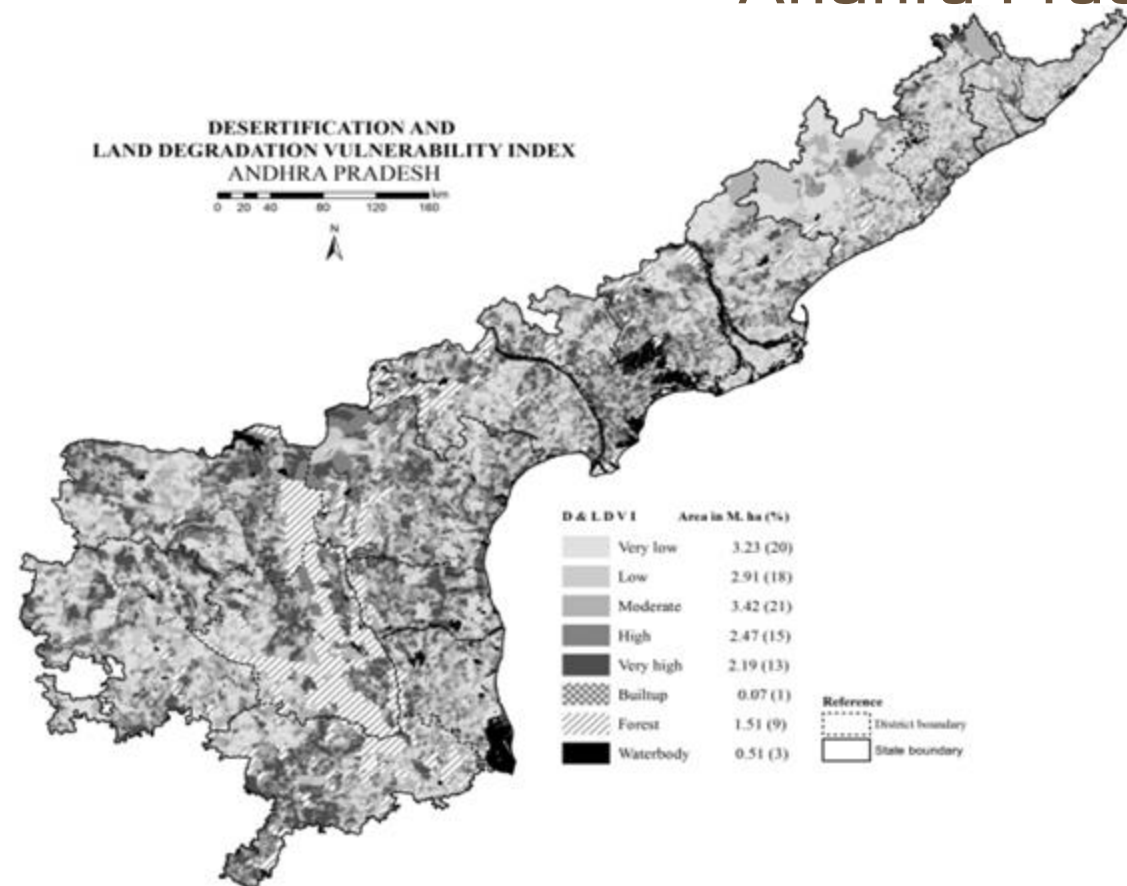 DESERTIFICATION AND
LAND DEGRADATION VULNERABILITY INDEX
ANDHRA PRADESH
km
0 20 40 80 120 160
N
D & L D V I Area in M. ha (%)
Very low 3.23 (20)
Low 2.91 (18)
Moderate 3.42 (21)
High 2.47 (15)
Very high 2.19 (13)
Builtup 0.07 (1)
Forest 1.51 (9)
Waterbody 0.51 (3)
Reference
District boundary
State boundary